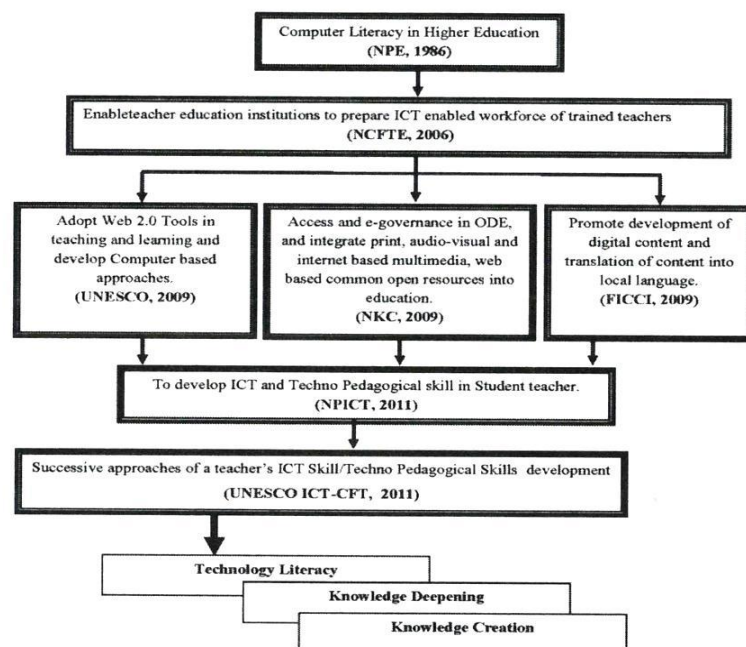 Computer Literacy in Higher Education
(NPE, 1986)
Enableteacher education institutions to prepare ICT enabled workforce of trained teachers
(NCFTE, 2006)
Adopt Web 2.0 Tools in
teaching and learning and
develop Computer based
approaches.
(UNESCO, 2009)
Access and e-governance in ODE,
and integrate print, audio-visual and
internet based multimedia, web
based common open resources into
education.
(NKC, 2009)
Promote development of
digital content and
translation of content into
local language.
(FICCI, 2009)
To develop ICT and Techno Pedagogical skill in Student teacher.
(NPICT, 2011)
Successive approaches of a teacher's ICT Skill/Techno Pedagogical Skills development
(UNESCO ICT-CFT, 2011)
Technology Literacy
Knowledge Deepening
Knowledge Creation